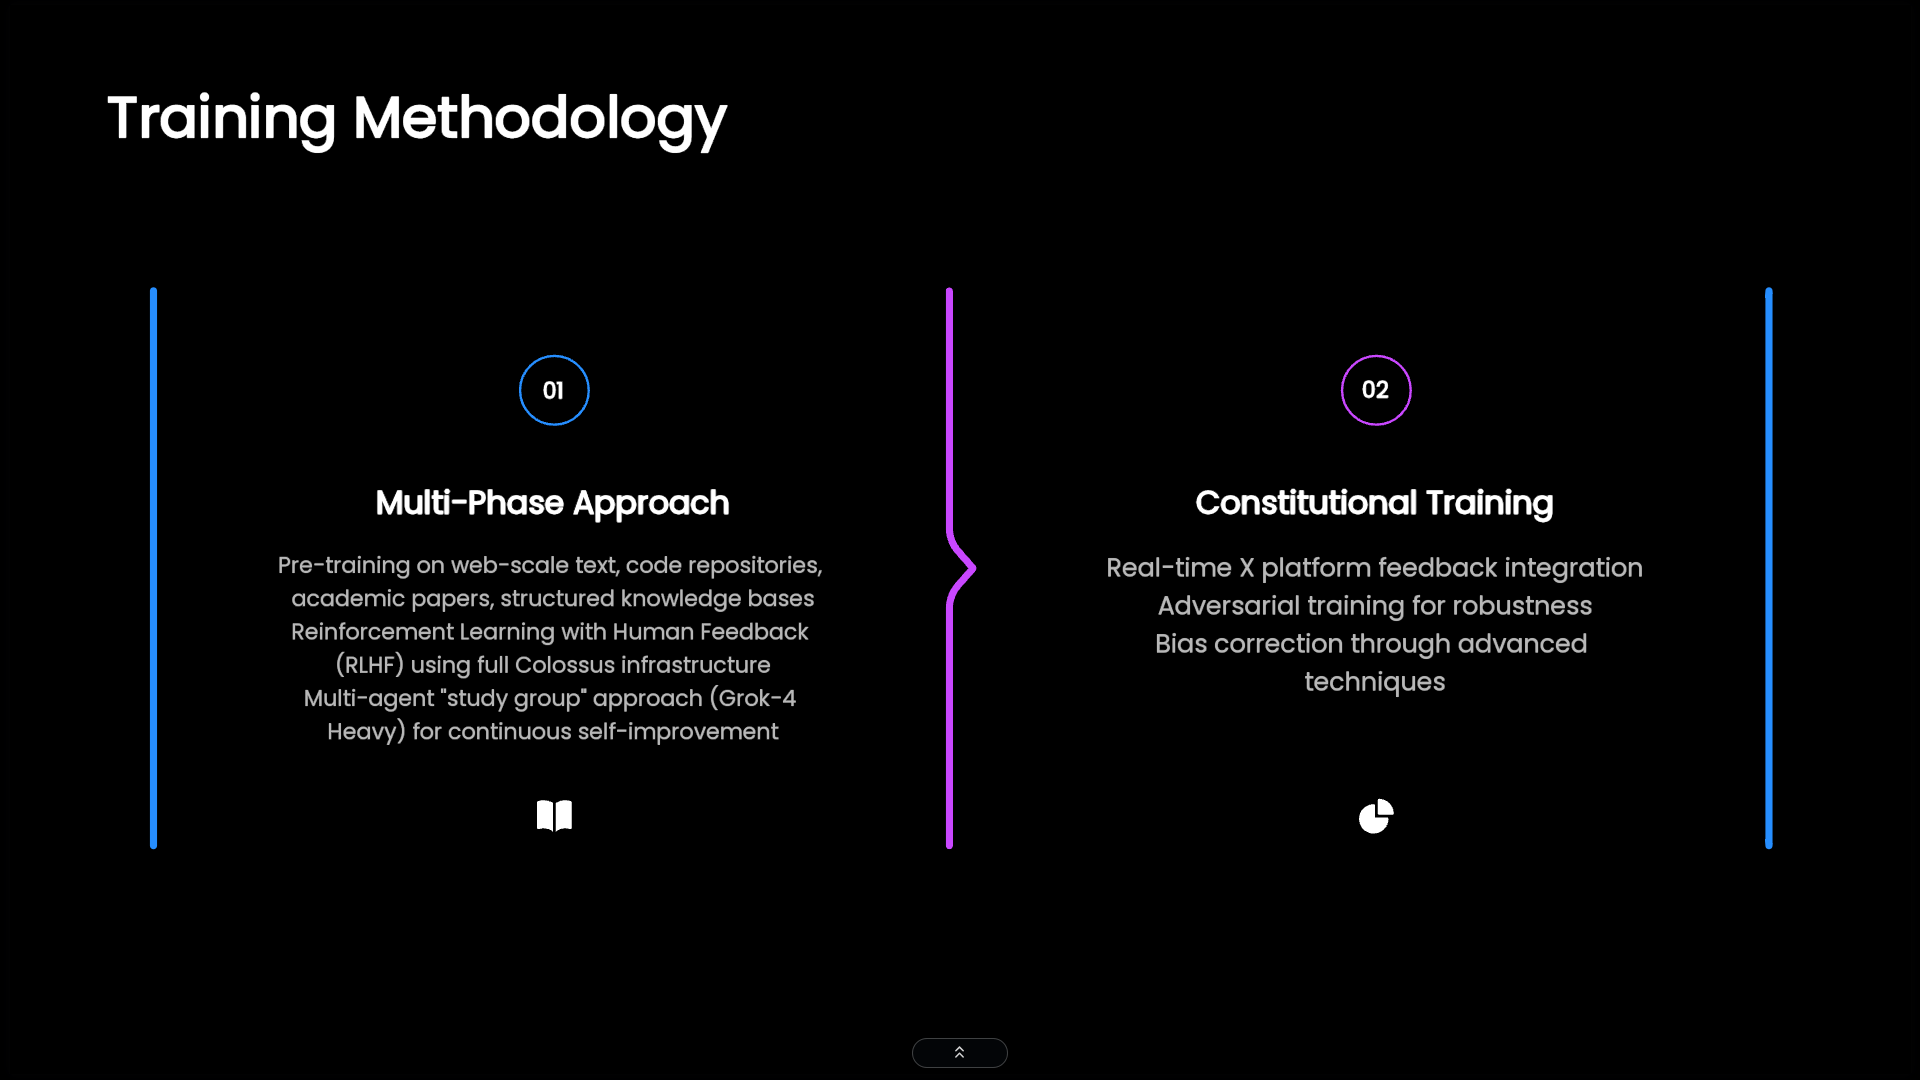 Training Methodology
01
Multi-Phase Approach
Pre-training on web-scale text, code repositories,
academic papers, structured knowledge bases
Reinforcement Learning with Human Feedback
(RLHF) using full Colossus infrastructure
Multi-agent "study group" approach (Grok-4
Heavy) for continuous self-improvement
02
Constitutional Training
Real-time X platform feedback integration
Adversarial training for robustness
Bias correction through advanced
techniques